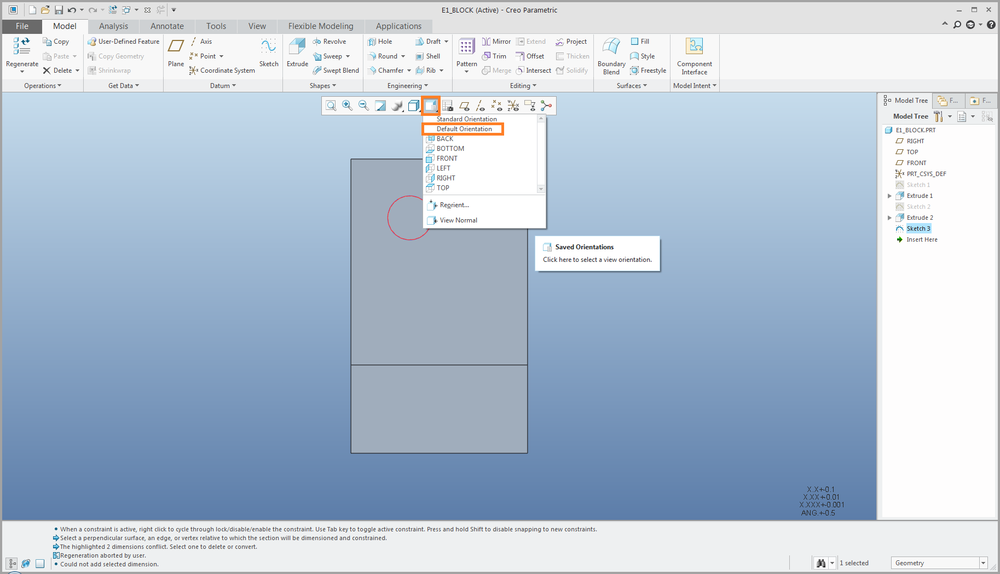 E1_BLOCK (Active) - Creo Parametric
File Model Analysis Annotate Tools View Flexible Modeling Applications
Regenerate
Copy
Paste
Delete
Operations
User-Defined Feature
Copy Geometry
Shrinkwrap
Get Data
Plane
Axis
Point
Coordinate System
Sketch
Datum
Extrude
Revolve
Sweep
Swept Blend
Shapes
Hole
Round
Chamfer
Draft
Shell
Rib
Engineering
Pattern
Mirror
Trim
Merge
Extend
Offset
Intersect
Project
Thicken
Solidify
Editing
Boundary
Blend
Fill
Style
Freestyle
Surfaces
Component
Interface
Model Intent
Standard Orientation
Default Orientation
BACK
BOTTOM
FRONT
LEFT
RIGHT
TOP
Reorient...
View Normal
Saved Orientations
Click here to select a view orientation.
Model Tree F... F...
Model Tree
E1_BLOCK.PRT
RIGHT
TOP
FRONT
PRT_CSYS_DEF
Sketch 1
Extrude 1
Sketch 2
Extrude 2
Sketch 3
Insert Here
X.X+-0.1
X.XX+-0.01
X.XXX+-0.001
ANG.+-0.5
• When a constraint is active, right click to cycle through lock/disable/enable the constraint. Use Tab key to toggle active constraint. Press and hold Shift to disable snapping to new constraints.
Select a perpendicular surface, an edge, or vertex relative to which the section will be dimensioned and constrained.
The highlighted 2 dimensions conflict. Select one to delete or convert.
Regeneration aborted by user.
• Could not add selected dimension.
1 selected
Geometry